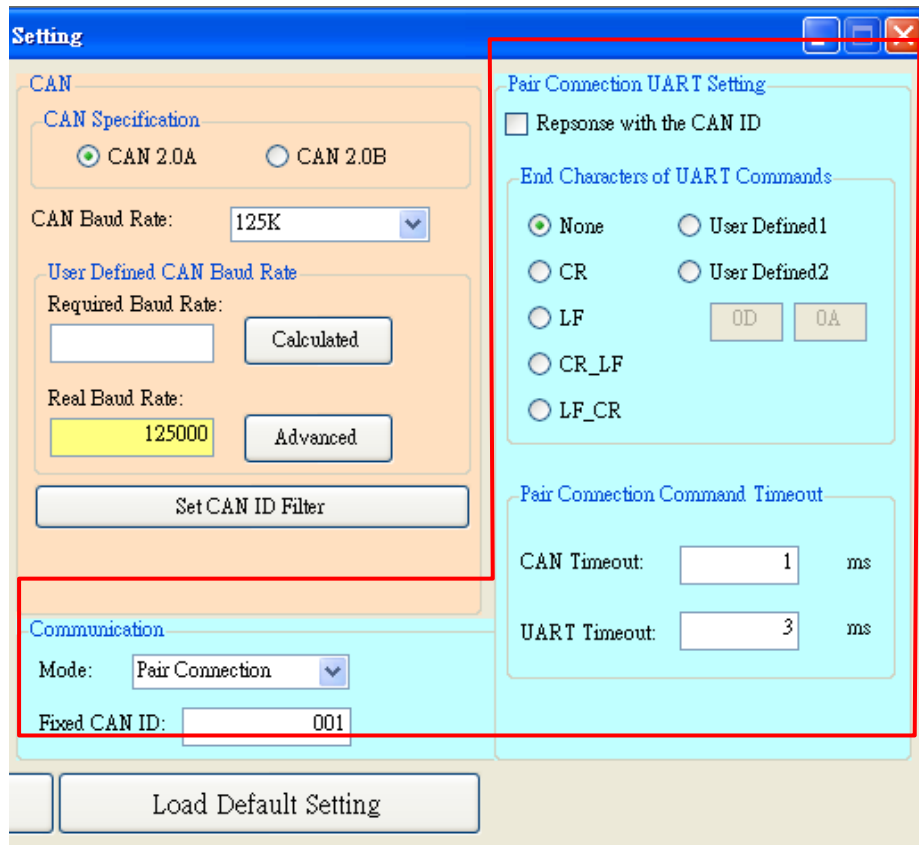 Setting
CAN
CAN Specification
CAN 2.0A
CAN 2.0B
CAN Baud Rate:
125K
User Defined CAN Baud Rate
Required Baud Rate:
Calculated
Real Baud Rate:
125000
Advanced
Set CAN ID Filter
Communication
Mode:
Pair Connection
Fixed CAN ID:
001
Pair Connection UART Setting
Repsonse with the CAN ID
End Characters of UART Commands
None
User Defined1
CR
User Defined2
LF
0D
0A
CR_LF
LF_CR
Pair Connection Command Timeout
CAN Timeout:
1
ms
UART Timeout:
3
ms
Load Default Setting